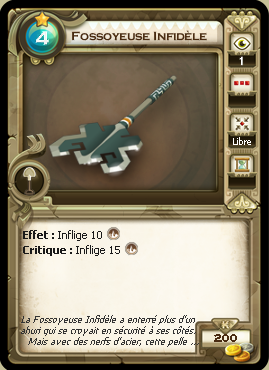 4
Fossoyeuse Infidèle
1
Libre
Effet : Inflige 10
Critique : Inflige 15
La Fossoyeuse Infidèle a enterré plus d'un
ahuri qui se croyait en sécurité à ses côtés.
Mais avec des nerfs d'acier, cette pelle ...
200